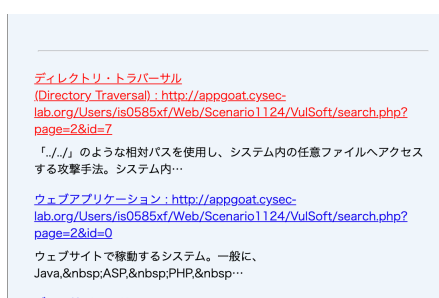 ディレクトリ・トラバーサル
(Directory Traversal) : http://appgoat.cysec-
lab.org/Users/is0585xf/Web/Scenario1124/VulSoft/search.php?
page=2&id=7
「../../」のような相対パスを使用し、システム内の任意ファイルへアクセス
する攻撃手法。システム内…
ウェブアプリケーション : http://appgoat.cysec-
lab.org/Users/is0585xf/Web/Scenario1124/VulSoft/search.php?
page=2&id=0
ウェブサイトで稼動するシステム。一般に、
Java,&nbsp;ASP,&nbsp;PHP,&nbsp…